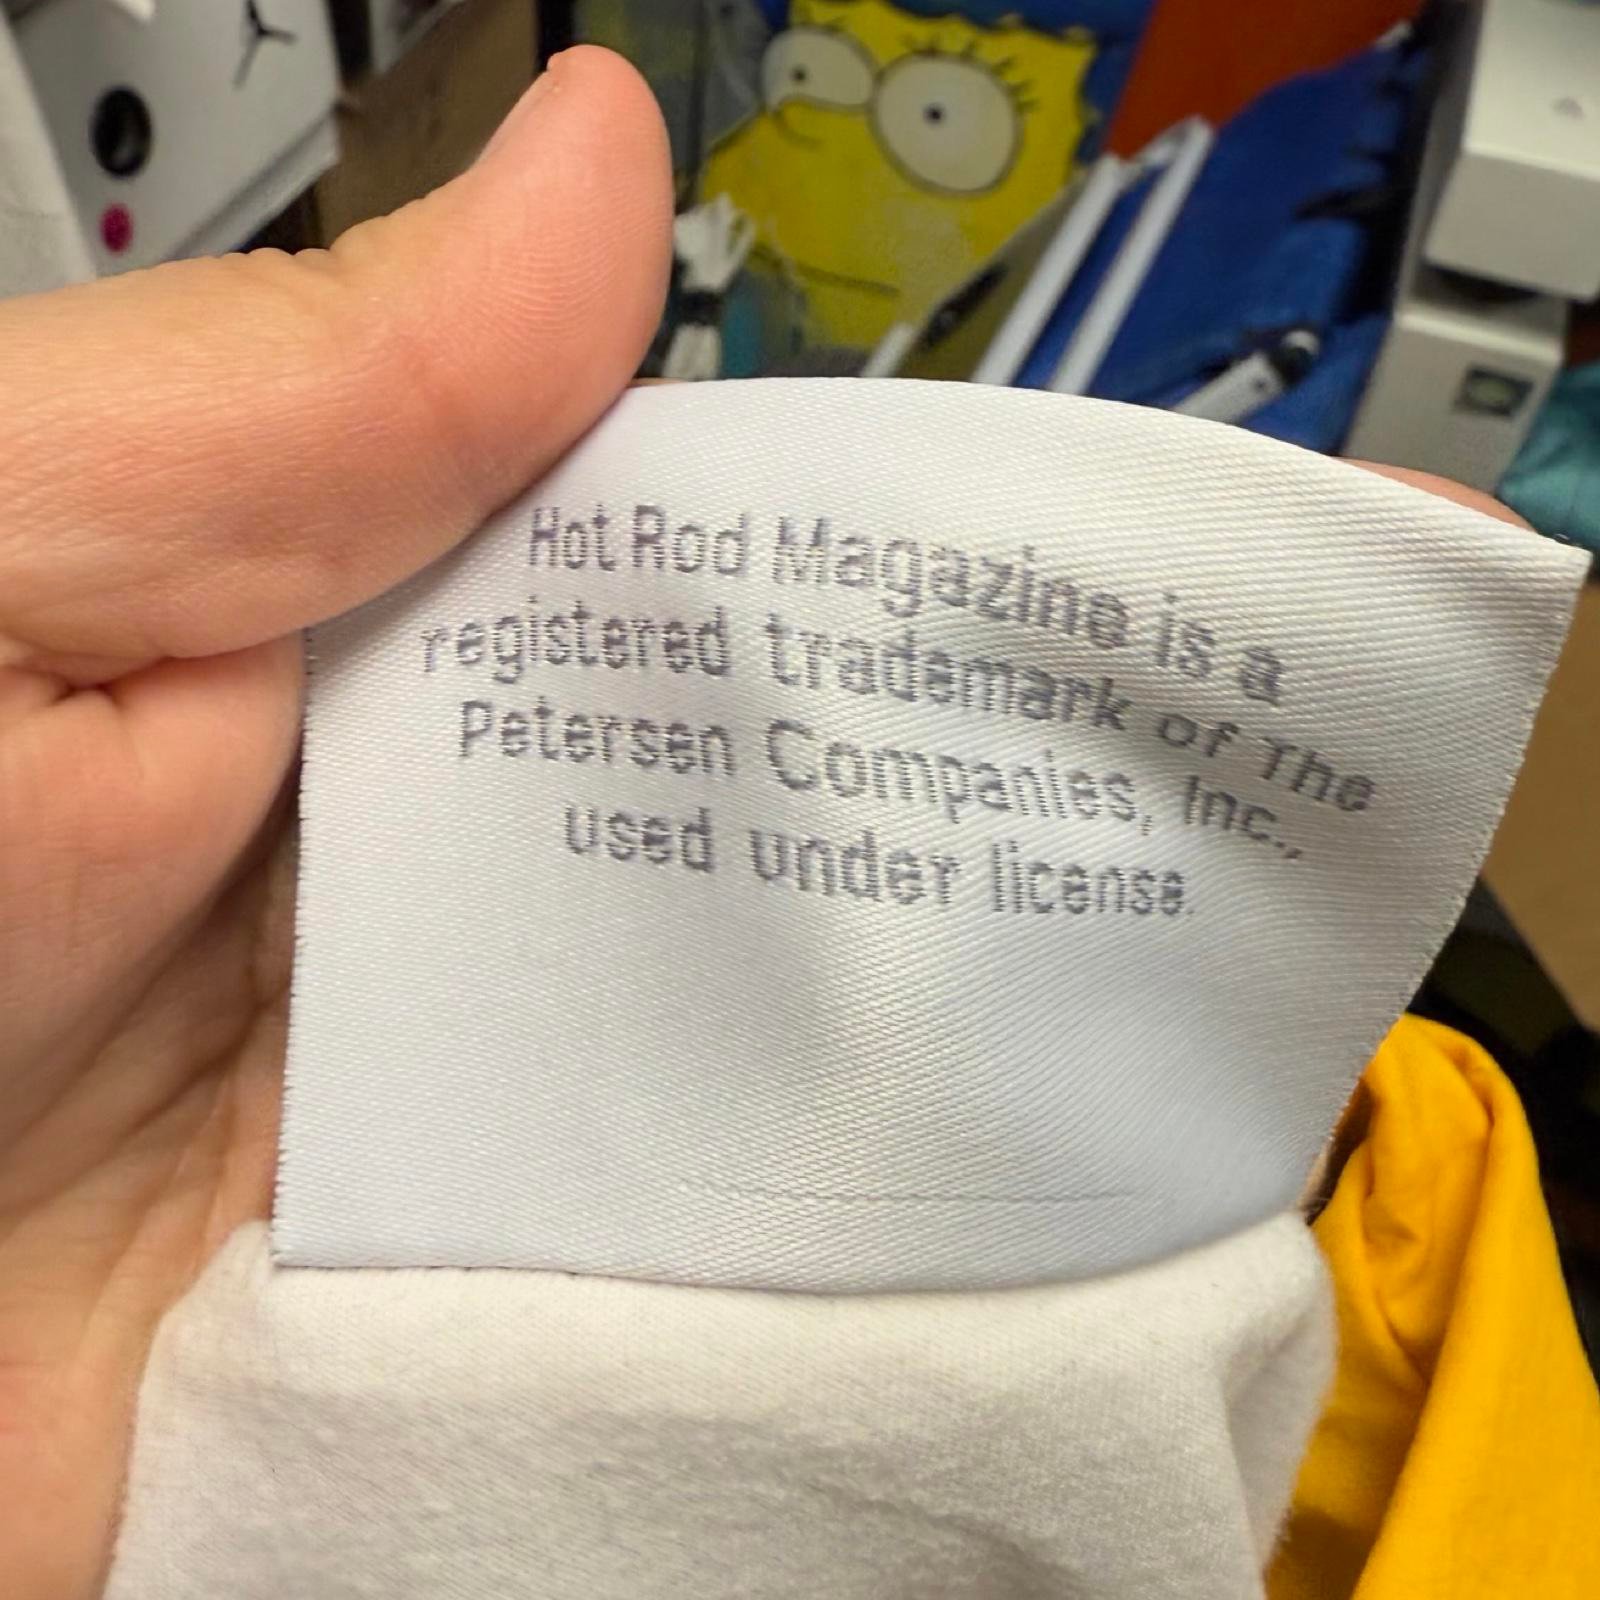 Hot Rod Magazine is a
registered trademark of The
Petersen Companies, Inc.,
used under license.